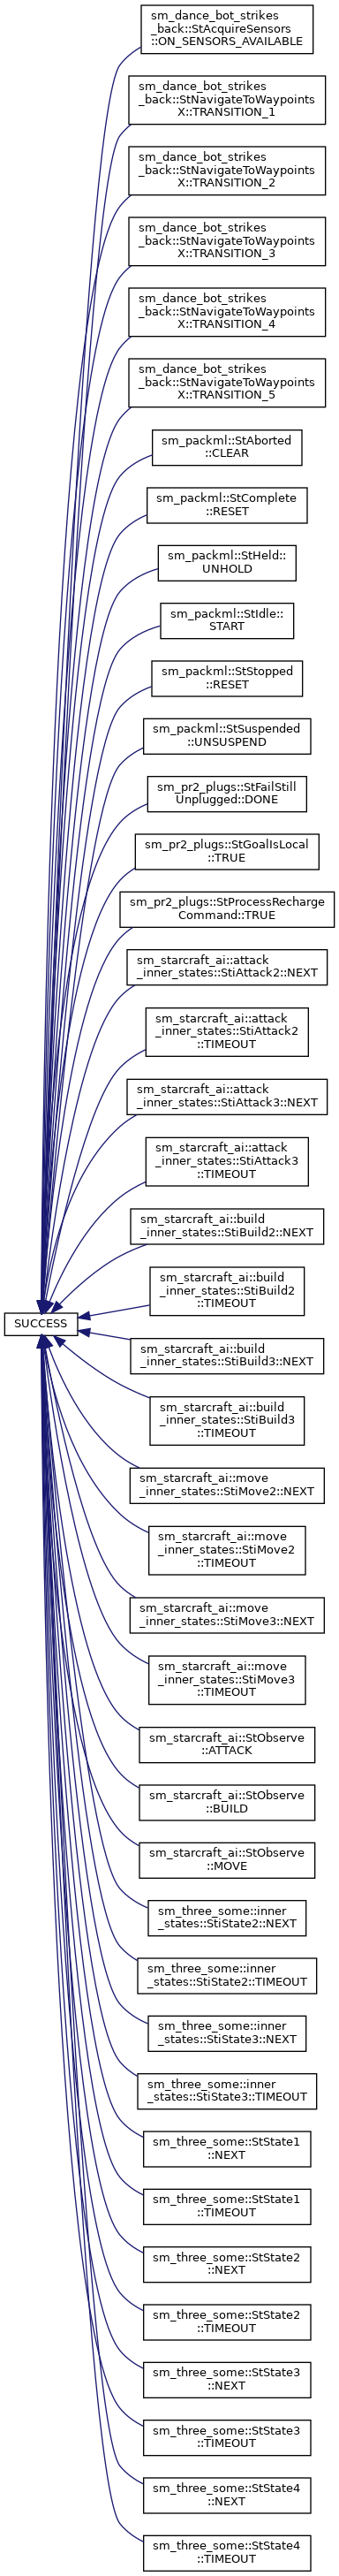 sm_dance_bot_strikes
_back::StAcquireSensors
::ON_SENSORS_AVAILABLE
sm_dance_bot_strikes
_back::StNavigateToWaypoints
X::TRANSITION_1
sm_dance_bot_strikes
_back::StNavigateToWaypoints
X::TRANSITION_2
sm_dance_bot_strikes
_back::StNavigateToWaypoints
X::TRANSITION_3
sm_dance_bot_strikes
_back::StNavigateToWaypoints
X::TRANSITION_4
sm_dance_bot_strikes
_back::StNavigateToWaypoints
X::TRANSITION_5
sm_packml::StAborted
::CLEAR
sm_packml::StComplete
::RESET
sm_packml::StHeld::
UNHOLD
sm_packml::StIdle::
START
sm_packml::StStopped
::RESET
sm_packml::StSuspended
::UNSUSPEND
sm_pr2_plugs::StFailStill
Unplugged::DONE
sm_pr2_plugs::StGoalIsLocal
::TRUE
sm_pr2_plugs::StProcessRecharge
Command::TRUE
sm_starcraft_ai::attack
_inner_states::StiAttack2::NEXT
sm_starcraft_ai::attack
_inner_states::StiAttack2
::TIMEOUT
sm_starcraft_ai::attack
_inner_states::StiAttack3::NEXT
sm_starcraft_ai::attack
_inner_states::StiAttack3
::TIMEOUT
sm_starcraft_ai::build
_inner_states::StiBuild2::NEXT
sm_starcraft_ai::build
_inner_states::StiBuild2
::TIMEOUT
SUCCESS
sm_starcraft_ai::build
_inner_states::StiBuild3::NEXT
sm_starcraft_ai::build
_inner_states::StiBuild3
::TIMEOUT
sm_starcraft_ai::move
_inner_states::StiMove2::NEXT
sm_starcraft_ai::move
_inner_states::StiMove2
::TIMEOUT
sm_starcraft_ai::move
_inner_states::StiMove3::NEXT
sm_starcraft_ai::move
_inner_states::StiMove3
::TIMEOUT
sm_starcraft_ai::StObserve
::ATTACK
sm_starcraft_ai::StObserve
::BUILD
sm_starcraft_ai::StObserve
::MOVE
sm_three_some::inner
_states::StiState2::NEXT
sm_three_some::inner
_states::StiState2::TIMEOUT
sm_three_some::inner
_states::StiState3::NEXT
sm_three_some::inner
_states::StiState3::TIMEOUT
sm_three_some::StState1
::NEXT
sm_three_some::StState1
::TIMEOUT
sm_three_some::StState2
::NEXT
sm_three_some::StState2
::TIMEOUT
sm_three_some::StState3
::NEXT
sm_three_some::StState3
::TIMEOUT
sm_three_some::StState4
::NEXT
sm_three_some::StState4
::TIMEOUT